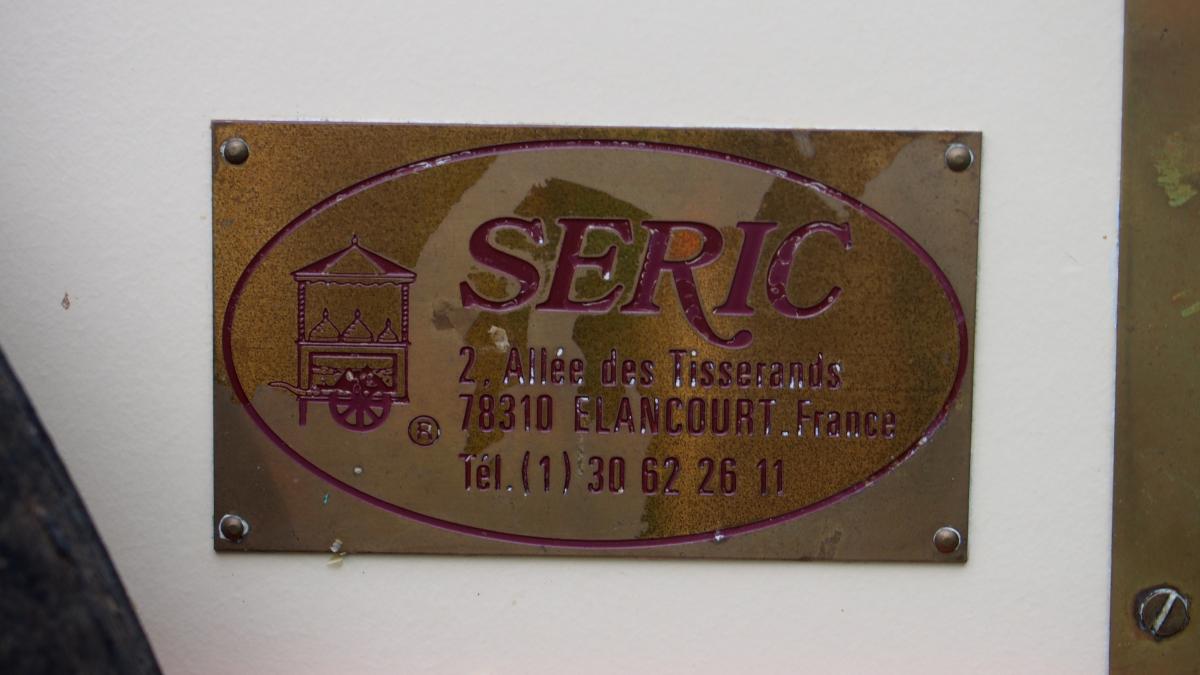 SERIC
2, Allée des Tisserands
78310 ELANCOURT. France
®
Tél. (1) 30 62 26 11